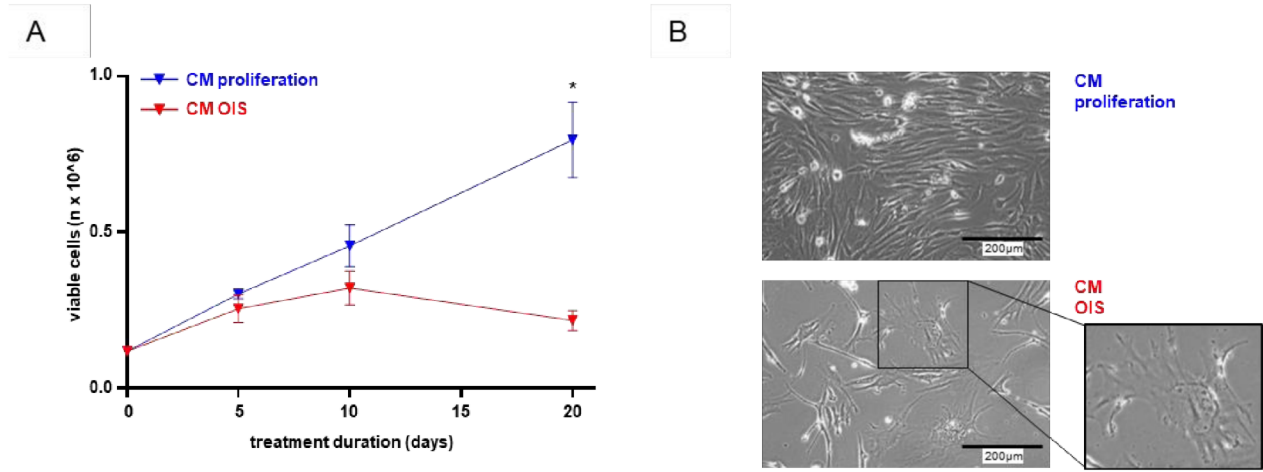 A
1.0
0.5
0.0
viable cells (n x 10^6)
CM proliferation
CM OIS
*
0
5
10
15
20
treatment duration (days)
B
CM
proliferation
200µm
CM
OIS
200µm